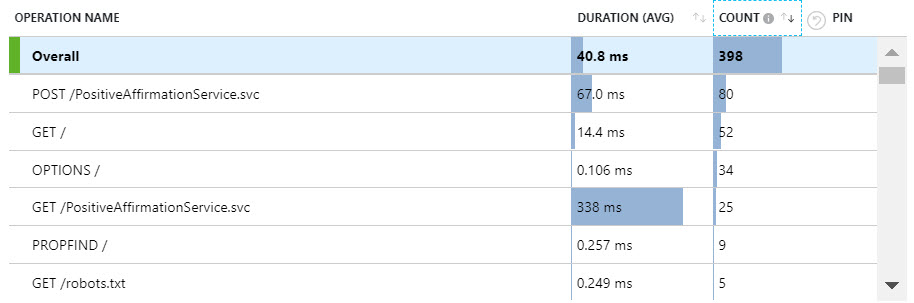 OPERATION NAME DURATION (AVG) COUNT PIN
Overall 40.8 ms 398
POST /PositiveAffirmationService.svc 67.0 ms 80
GET / 14.4 ms 52
OPTIONS / 0.106 ms 34
GET /PositiveAffirmationService.svc 338 ms 25
PROPFIND / 0.257 ms 9
GET /robots.txt 0.249 ms 5